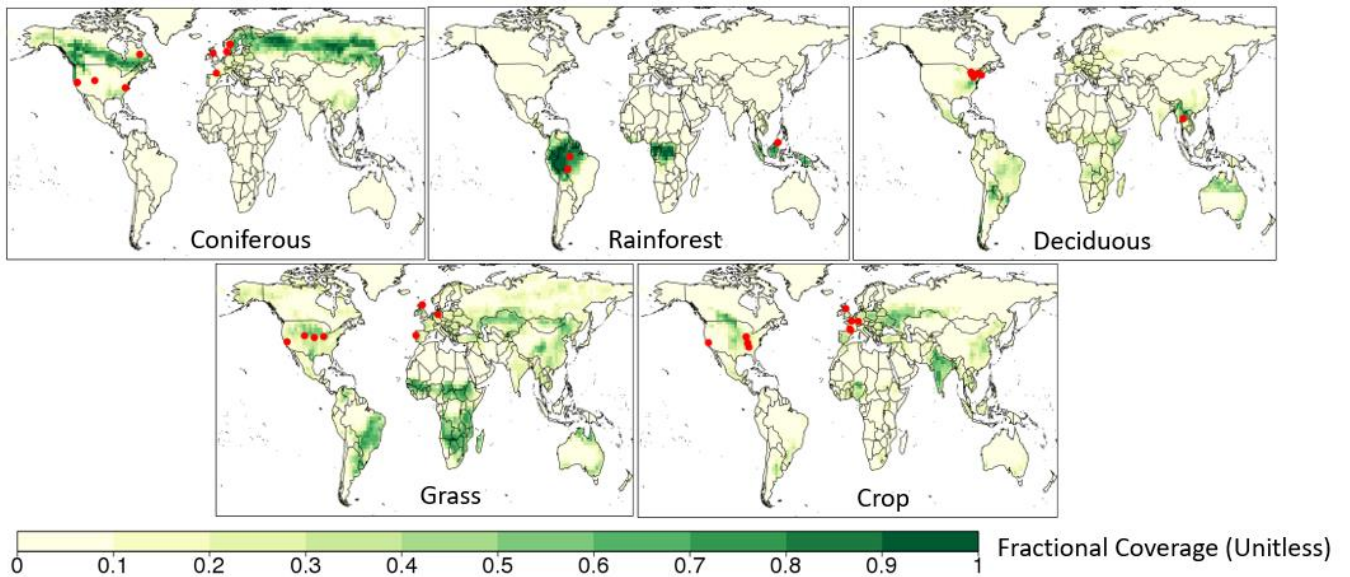 Coniferous
Rainforest
Deciduous
Grass
Crop
0 0.1 0.2 0.3 0.4 0.5 0.6 0.7 0.8 0.9 1
Fractional Coverage (Unitless)